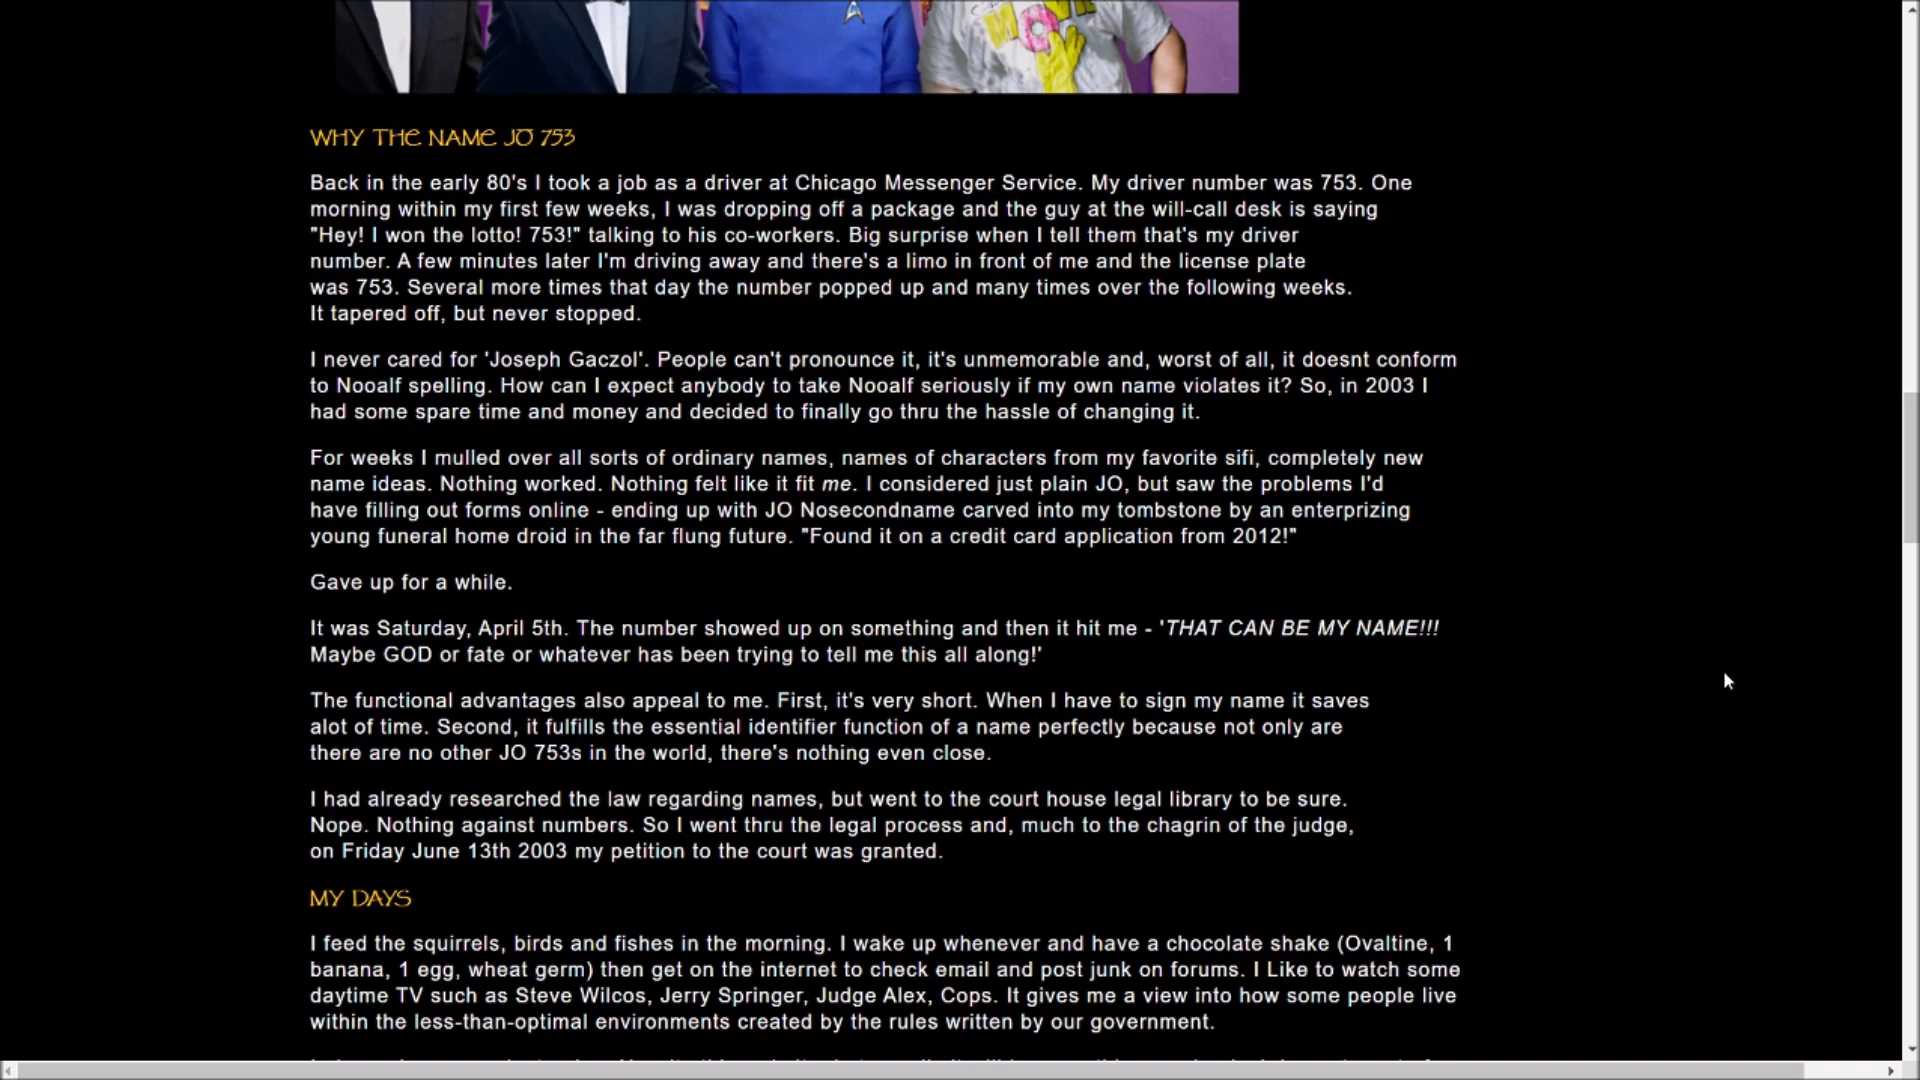 MOVIE
WHY THE NAME JO 753
Back in the early 80's I took a job as a driver at Chicago Messenger Service. My driver number was 753. One
morning within my first few weeks, I was dropping off a package and the guy at the will-call desk is saying
"Hey! I won the lotto! 753!" talking to his co-workers. Big surprise when I tell them that's my driver
number. A few minutes later I'm driving away and there's a limo in front of me and the license plate
was 753. Several more times that day the number popped up and many times over the following weeks.
It tapered off, but never stopped.
I never cared for 'Joseph Gaczol'. People can't pronounce it, it's unmemorable and, worst of all, it doesnt conform
to Nooalf spelling. How can I expect anybody to take Nooalf seriously if my own name violates it? So, in 2003 I
had some spare time and money and decided to finally go thru the hassle of changing it.
For weeks I mulled over all sorts of ordinary names, names of characters from my favorite sifi, completely new
name ideas. Nothing worked. Nothing felt like it fit me. I considered just plain JO, but saw the problems I'd
have filling out forms online - ending up with JO Nosecondname carved into my tombstone by an enterprizing
young funeral home droid in the far flung future. "Found it on a credit card application from 2012!"
Gave up for a while.
It was Saturday, April 5th. The number showed up on something and then it hit me - 'THAT CAN BE MY NAME!!!
Maybe GOD or fate or whatever has been trying to tell me this all along!'
The functional advantages also appeal to me. First, it's very short. When I have to sign my name it saves
alot of time. Second, it fulfills the essential identifier function of a name perfectly because not only are
there are no other JO 753s in the world, there's nothing even close.
I had already researched the law regarding names, but went to the court house legal library to be sure.
Nope. Nothing against numbers. So I went thru the legal process and, much to the chagrin of the judge,
on Friday June 13th 2003 my petition to the court was granted.
MY DAYS
I feed the squirrels, birds and fishes in the morning. I wake up whenever and have a chocolate shake (Ovaltine, 1
banana, 1 egg, wheat germ) then get on the internet to check email and post junk on forums. I Like to watch some
daytime TV such as Steve Wilcos, Jerry Springer, Judge Alex, Cops. It gives me a view into how some people live
within the less-than-optimal environments created by the rules written by our government.